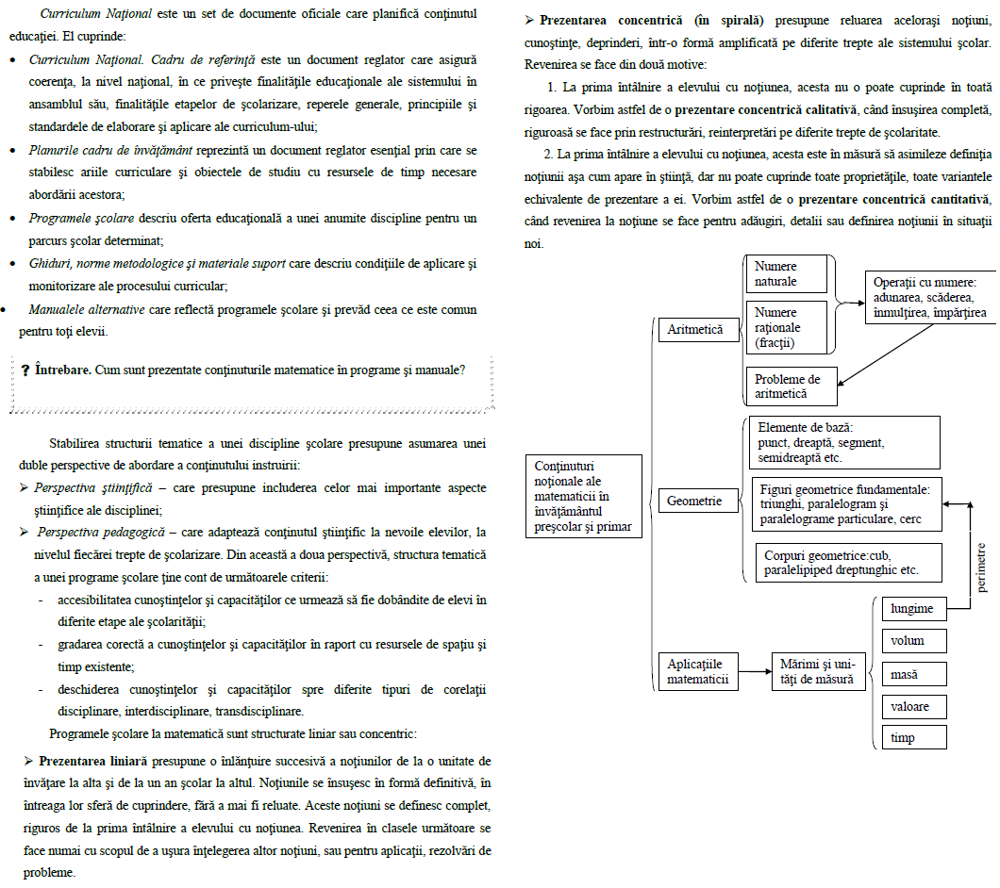 Curriculum Naţional este un set de documente oficiale care planifică conţinutul
educaţiei. El cuprinde:
• Curriculum Naţional. Cadru de referinţă este un document reglator care asigură
coerenţa, la nivel naţional, în ce priveşte finalităţile educaţionale ale sistemului în
ansamblul său, finalităţile etapelor de şcolarizare, reperele generale, principiile şi
standardele de elaborare şi aplicare ale curriculum-ului;
• Planurile cadru de învăţământ reprezintă un document reglator esenţial prin care se
stabilesc ariile curriculare şi obiectele de studiu cu resursele de timp necesare
abordării acestora;
• Programele şcolare descriu oferta educaţională a unei anumite discipline pentru un
parcurs şcolar determinat;
• Ghiduri, norme metodologice şi materiale suport care descriu condiţiile de aplicare şi
monitorizare ale procesului curricular;
• Manualele alternative care reflectă programele şcolare şi prevăd ceea ce este comun
pentru toţi elevii.
? Întrebare. Cum sunt prezentate conţinuturile matematice în programe şi manuale?
Stabilirea structurii tematice a unei discipline şcolare presupune asumarea unei
duble perspective de abordare a conţinutului instruirii:
➢ Perspectiva ştiinţifică – care presupune includerea celor mai importante aspecte
ştiinţifice ale disciplinei;
➢ Perspectiva pedagogică – care adaptează conţinutul ştiinţific la nevoile elevilor, la
nivelul fiecărei trepte de şcolarizare. Din această a doua perspectivă, structura tematică
a unei programe şcolare ţine cont de următoarele criterii:
- accesibilitatea cunoştinţelor şi capacităţilor ce urmează să fie dobândite de elevi în
diferite etape ale şcolarităţii;
- gradarea corectă a cunoştinţelor şi capacităţilor în raport cu resursele de spaţiu şi
timp existente;
- deschiderea cunoştinţelor şi capacităţilor spre diferite tipuri de corelaţii
disciplinare, interdisciplinare, transdisciplinare.
Programele şcolare la matematică sunt structurate liniar sau concentric:
➢ Prezentarea liniară presupune o înlănţuire succesivă a noţiunilor de la o unitate de
învăţare la alta şi de la un an şcolar la altul. Noţiunile se însuşesc în formă definitivă, în
întreaga lor sferă de cuprindere, fără a mai fi reluate. Aceste noţiuni se definesc complet,
riguros de la prima întâlnire a elevului cu noţiunea. Revenirea în clasele următoare se
face numai cu scopul de a uşura înţelegerea altor noţiuni, sau pentru aplicaţii, rezolvări de
probleme.
➢ Prezentarea concentrică (în spirală) presupune reluarea aceloraşi noţiuni,
cunoştinţe, deprinderi, într-o formă amplificată pe diferite trepte ale sistemului şcolar.
Revenirea se face din două motive:
1. La prima întâlnire a elevului cu noţiunea, acesta nu o poate cuprinde în toată
rigoarea. Vorbim astfel de o prezentare concentrică calitativă, când însuşirea completă,
riguroasă se face prin restructurări, reinterpretări pe diferite trepte de şcolaritate.
2. La prima întâlnire a elevului cu noţiunea, acesta este în măsură să asimileze definiţia
noţiunii aşa cum apare în ştiinţă, dar nu poate cuprinde toate proprietăţile, toate variantele
echivalente de prezentare a ei. Vorbim astfel de o prezentare concentrică cantitativă,
când revenirea la noţiune se face pentru adăugiri, detalii sau definirea noţiunii în situaţii
noi.
Conţinuturi
noţionale ale
matematicii în
învăţământul
preşcolar şi primar
Aritmetică
Numere
naturale
Numere
raţionale
(fracţii)
Probleme de
aritmetică
Operaţii cu numere:
adunarea, scăderea,
înmulţirea, împărţirea
Geometrie
Elemente de bază:
punct, dreaptă, segment,
semidreaptă etc.
Figuri geometrice fundamentale:
triunghi, paralelogram şi
paralelograme particulare, cerc
Corpuri geometrice:cub,
paralelipiped dreptunghic etc.
perimetre
Aplicaţiile
matematicii
Mărimi şi uni-
tăţi de măsură
lungime
volum
masă
valoare
timp